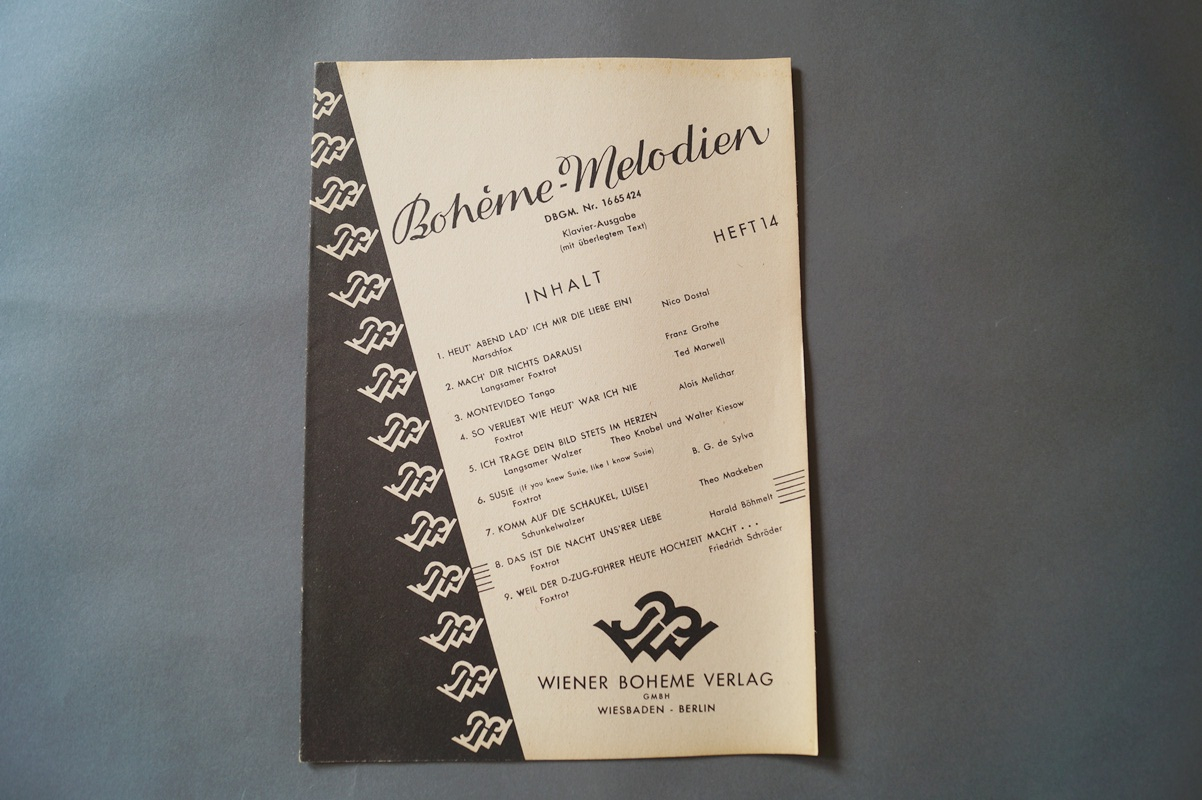 Bohème-Melodien
DBGM. Nr. 1665424
Klavier-Ausgabe
(mit überlegtem Text)
HEFT 14
INHALT
1. HEUT' ABEND LAD' ICH MIR DIE LIEBE EIN! Nico Dostal
Marschfox
2. MACH' DIR NICHTS DARAUS! Franz Grothe
Langsamer Foxtrot
3. MONTEVIDEO Tango Ted Marwell
4. SO VERLIEBT WIE HEUT' WAR ICH NIE Alois Melichar
Foxtrot
5. ICH TRAGE DEIN BILD STETS IM HERZEN
Langsamer Walzer Theo Knobel und Walter Kiesow
6. SUSIE (If you knew Susie, like I know Susie) B. G. de Sylva
Foxtrot
7. KOMM AUF DIE SCHAUKEL, LUISE! Theo Mackeben
Schunkelwalzer
8. DAS IST DIE NACHT UNS'RER LIEBE Harald Böhmelt
Foxtrot
9. WEIL DER D-ZUG-FÜHRER HEUTE HOCHZEIT MACHT . . .
Foxtrot Friedrich Schröder
WIENER BOHEME VERLAG
GMBH
WIESBADEN - BERLIN